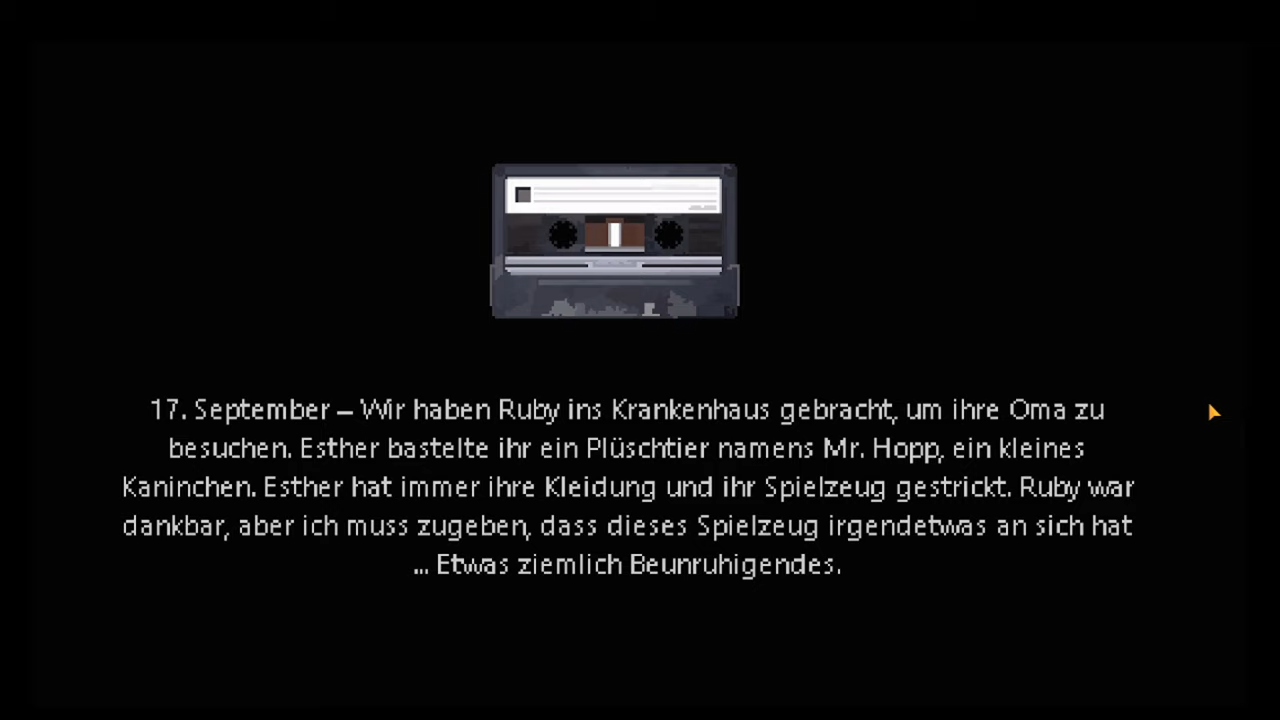 17. September – Wir haben Ruby ins Krankenhaus gebracht, um ihre Oma zu
besuchen. Esther bastelte ihr ein Plüschtier namens Mr. Hopp, ein kleines
Kaninchen. Esther hat immer ihre Kleidung und ihr Spielzeug gestrickt. Ruby war
dankbar, aber ich muss zugeben, dass dieses Spielzeug irgendetwas an sich hat
... Etwas ziemlich Beunruhigendes.